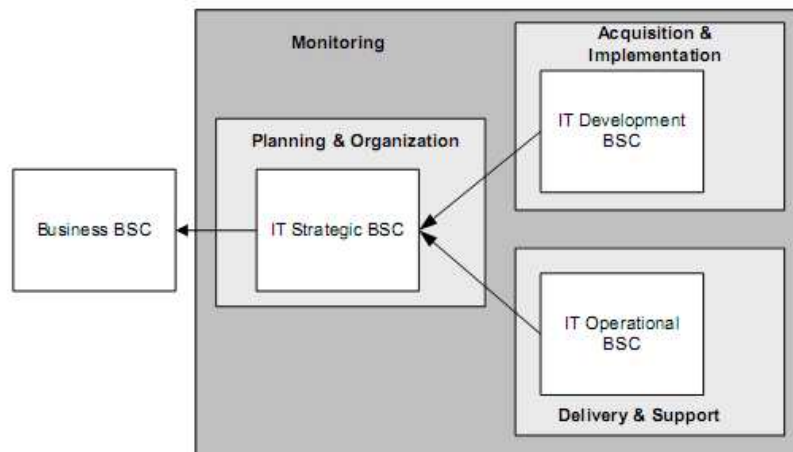 Monitoring
Acquisition &
Implementation
IT Development
BSC
Planning & Organization
Business BSC
IT Strategic BSC
IT Operational
BSC
Delivery & Support